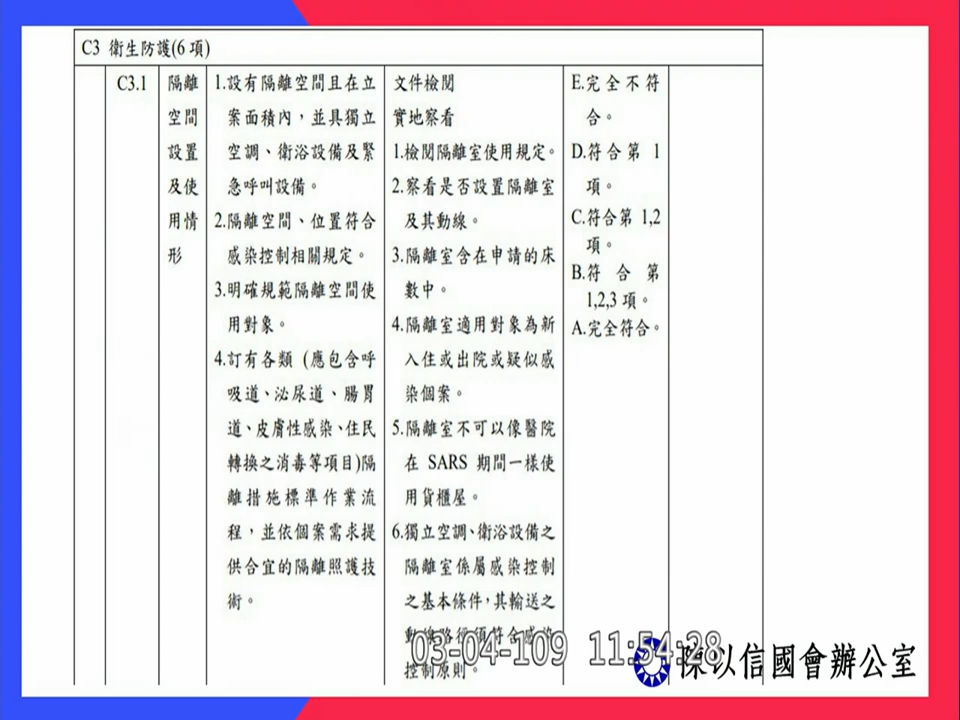 C3 衛生防護(6 項)
C3.1
隔離
空間
設置
及使
用情
形
1.設有隔離空間且在立
案面積內，並具獨立
空調、衛浴設備及緊
急呼叫設備。
2.隔離空間、位置符合
感染控制相關規定。
3.明確規範隔離空間使
用對象。
4.訂有各類 (應包含呼
吸道、泌尿道、腸胃
道、皮膚性感染、住民
轉換之消毒等項目)隔
離措施標準作業流
程，並依個案需求提
供合宜的隔離照護技
術。
文件檢閱
實地察看
1.檢閱隔離室使用規定。
2.察看是否設置隔離室
及其動線。
3.隔離室含在申請的床
數中。
4.隔離室適用對象為新
入住或出院或疑似感
染個案。
5.隔離室不可以像醫院
在 SARS 期間一樣使
用貨櫃屋。
6.獨立空調、衛浴設備之
隔離室係屬感染控制
之基本條件，其輸送之
動線路徑須符合感染
控制原則。
E.完全不符
合。
D.符合第 1
項。
C.符合第 1,2
項。
B.符合第
1,2,3 項。
A.完全符合。
03-04-109 11:54:28
陳以信國會辦公室